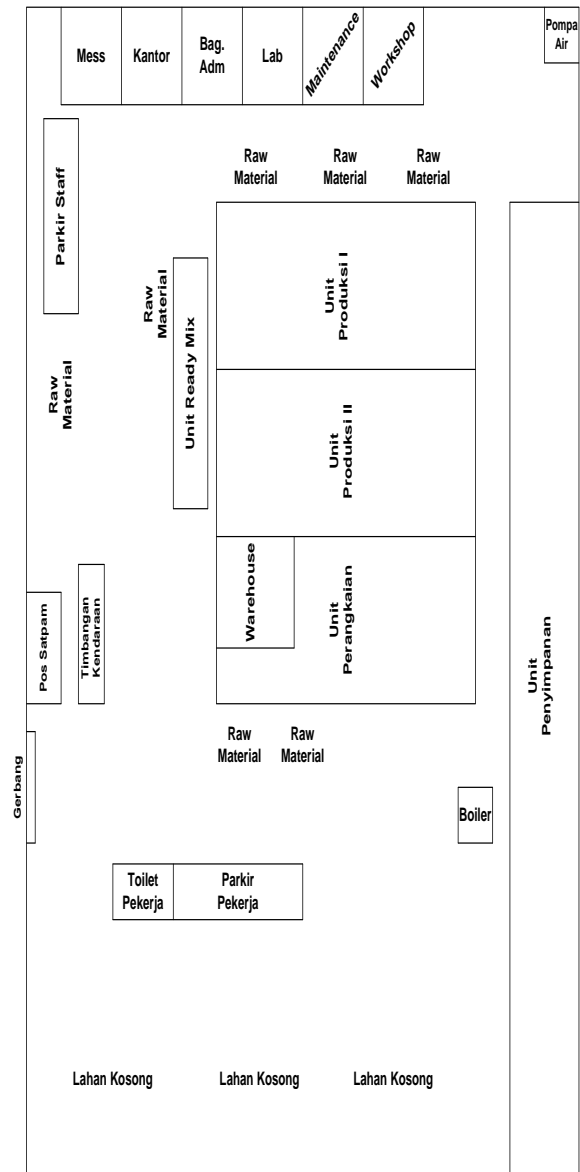 Mess
Kantor
Bag.
Adm
Lab
Maintenance
Workshop
Pompa
Air
Parkir Staff
Raw
Material
Raw
Material
Raw
Material
Raw
Material
Raw
Material
Unit Ready Mix
Unit
Produksi I
Unit
Produksi II
Warehouse
Unit
Perangkaian
Pos Satpam
Timbangan
Kendaraan
Unit
Penyimpanan
Gerbang
Raw
Material
Raw
Material
Boiler
Toilet
Pekerja
Parkir
Pekerja
Lahan Kosong
Lahan Kosong
Lahan Kosong